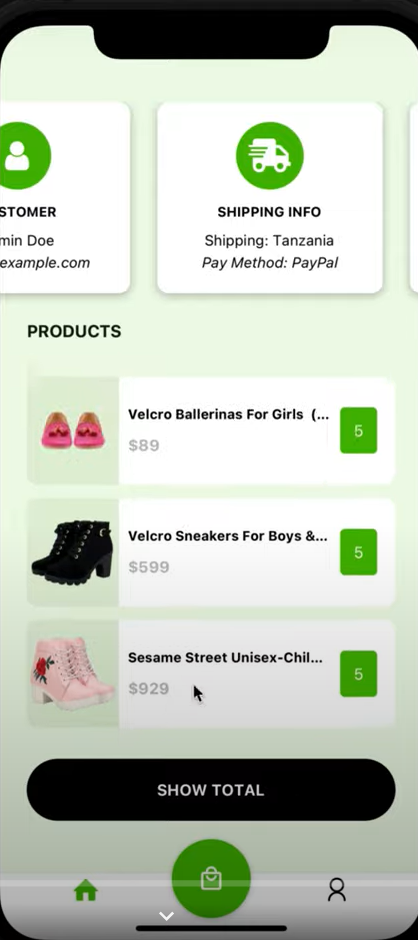 STOMER
min Doe
example.com
SHIPPING INFO
Shipping: Tanzania
Pay Method: PayPal
PRODUCTS
Velcro Ballerinas For Girls (...
$89
5
Velcro Sneakers For Boys &...
$599
5
Sesame Street Unisex-Chil...
$929
5
SHOW TOTAL